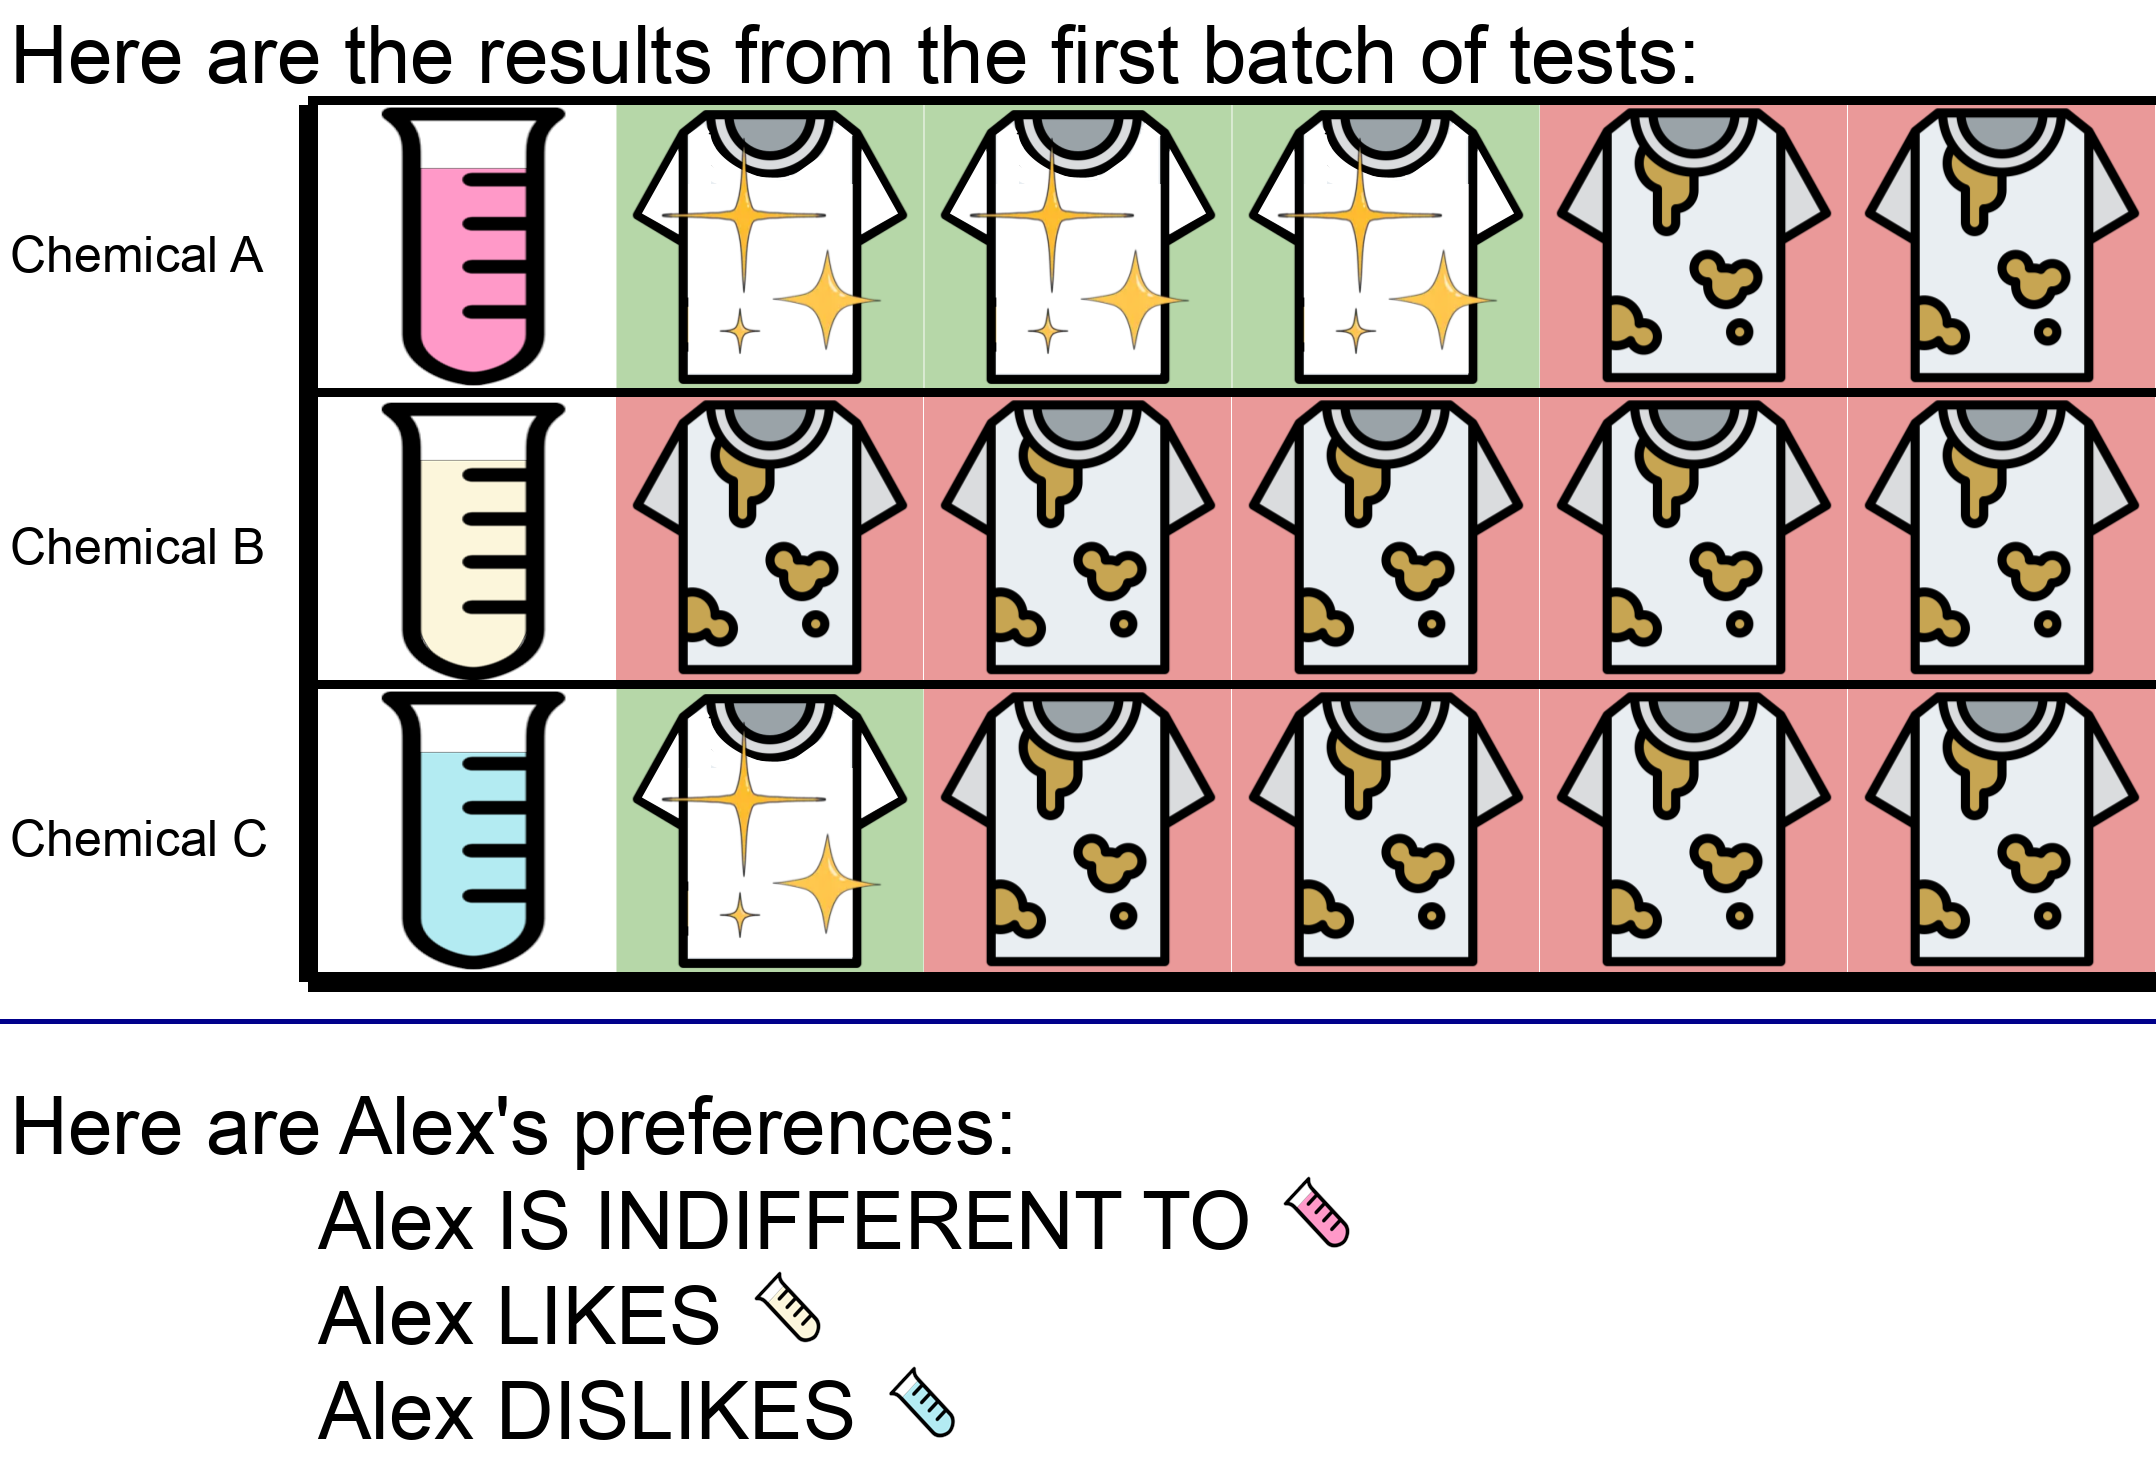 Here are the results from the first batch of tests:
Chemical A
Chemical B
Chemical C
Here are Alex's preferences:
Alex IS INDIFFERENT TO
Alex LIKES
Alex DISLIKES